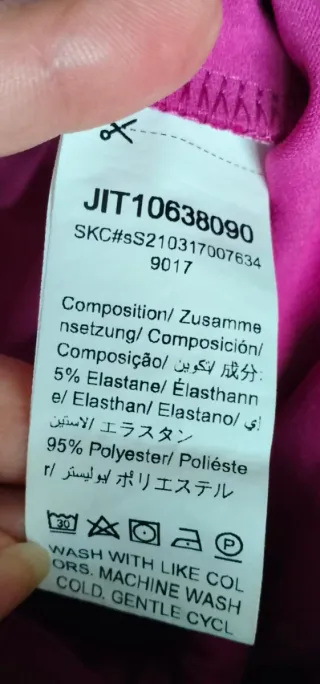 JIT10638090
SKC#sS210317007634
9017
Composition/ Zusamme
nsetzung/ Composición/
Composição/ تكوين/ 成分:
5% Elastane/ Élasthann
e/ Elasthan/ Elastano/ إي
لاستين/ エラスタン
95% Polyester/ Poliéste
r/ بوليستر/ ポリエステル
30 P
WASH WITH LIKE COL
ORS. MACHINE WASH
COLD. GENTLE CYCL